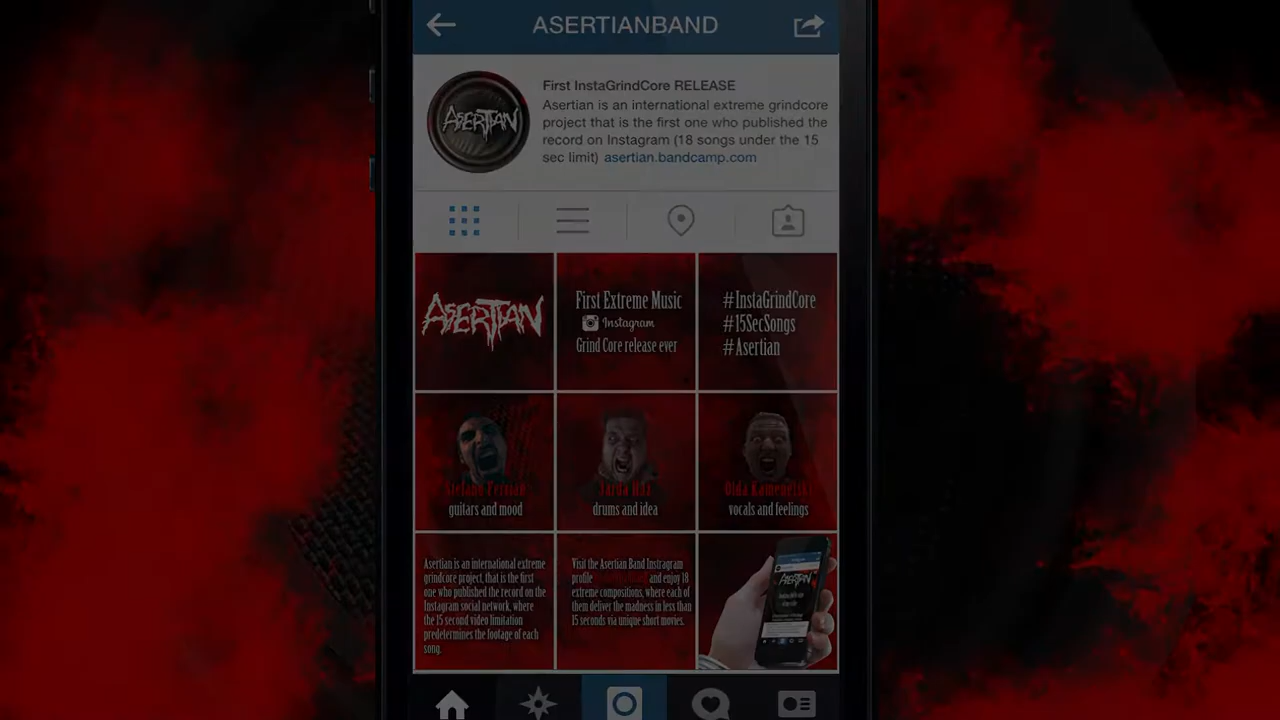 ASERTIANBAND
First InstaGrindCore RELEASE
Asertian is an international extreme grindcore
project that is the first one who published the
record on Instagram (18 songs under the 15
sec limit) asertian.bandcamp.com
ASERTIAN
ASERTIAN
First Extreme Music
Instagram
Grind Core release ever
#InstaGrindCore
#15SecSongs
#Asertian
guitars and mood
drums and idea
vocals and feelings
Asertian is an international extreme
grindcore project, that is the first
one who published the record on the
Instagram social network, where
the 15 second video limitation
predetermines the footage of each
song.
Visit the Asertian Band Instragram
profile and enjoy 18
extreme compositions, where each of
them deliver the madness in less than
15 seconds via unique short movies.
ASERTIAN